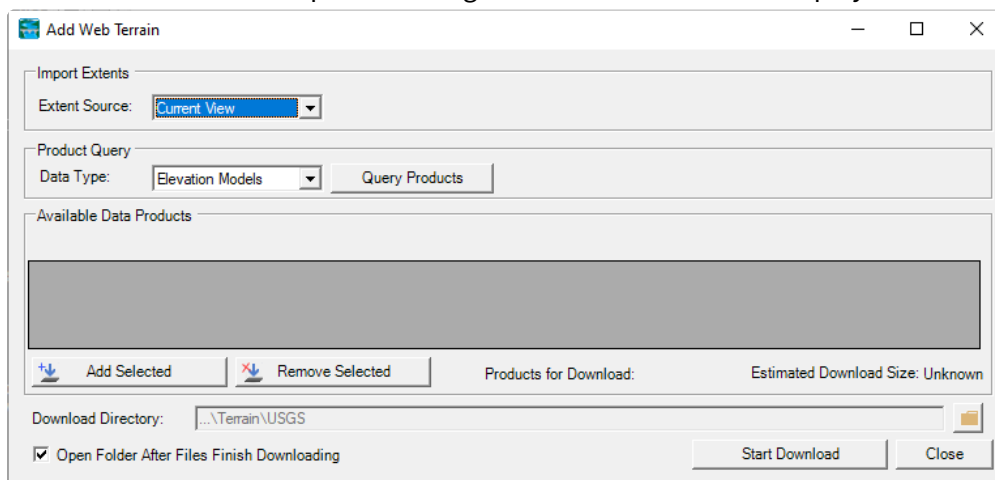 Add Web Terrain
Import Extents
Extent Source: Current View
Product Query
Data Type: Elevation Models Query Products
Available Data Products
Add Selected Remove Selected Products for Download: Estimated Download Size: Unknown
Download Directory: ...\Terrain\USGS
Open Folder After Files Finish Downloading Start Download Close